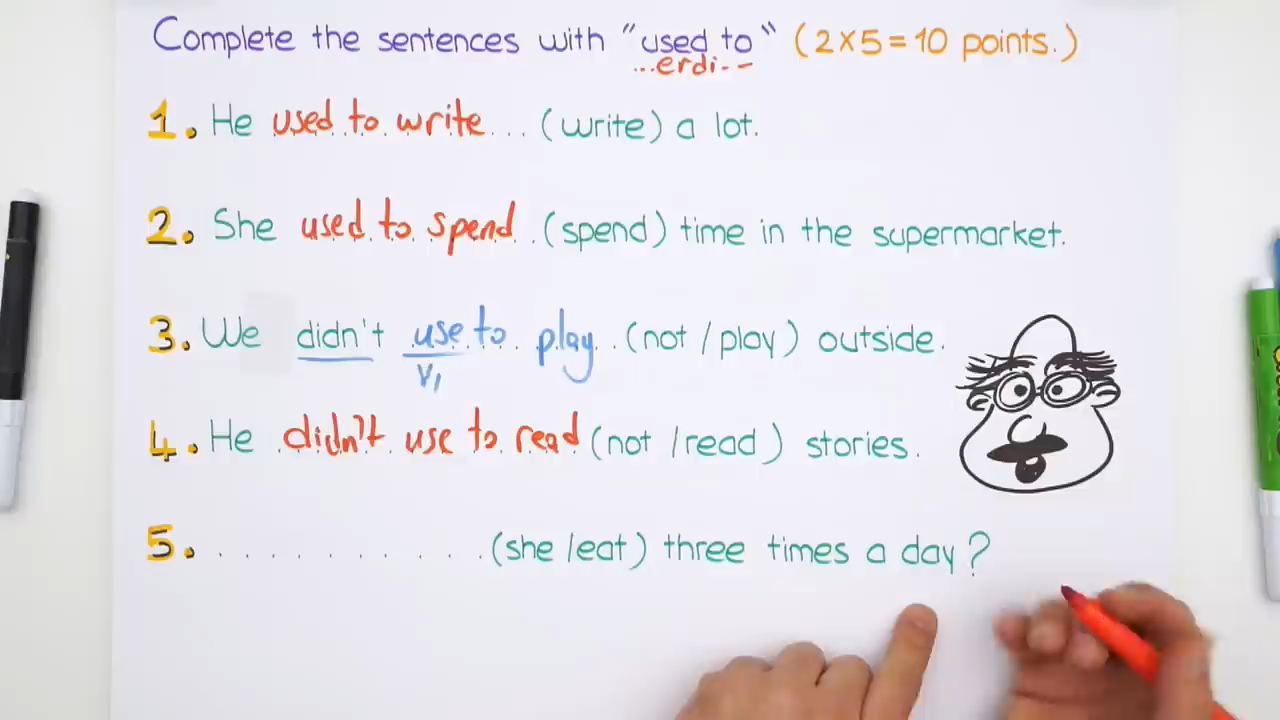 Complete the sentences with "used to" (2x5=10 points.)
...erdi--
1. He used to write... (write) a lot.
2. She used to spend .(spend) time in the supermarket.
3. We didn't use to play. (not / play) outside.
V1
4. He didn't use to read (not /read) stories.
5. ........... (she /eat) three times a day?